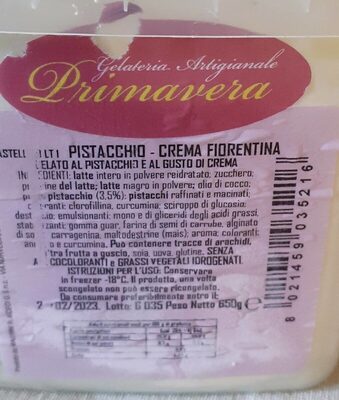 Gelateria Artigianale
Primavera
PISTACCHIO - CREMA FIORENTINA
GELATO AL PISTACCHIO E AL GUSTO DI CREMA
latte intero in polvere reidratato; zucchero;
del latte; latte magro in polvere; olio di cocco;
pistacchio (3,5%): pistacchi raffinati e macinati;
clorofillina, curcumina; sciroppo di glucosio;
emulsionanti: mono e di gliceridi degli acidi grassi,
gomma guar, farina di semi di carrube, alginato
carragenina; maltodestrine (mais); aroma; coloranti:
e curcumina. Può contenere tracce di arachidi,
frutta a guscio, soia, uova, glutine. SENZA
e GRASSI VEGETALI IDROGENATI.
ISTRUZIONI PER L'USO: Conservare
in freezer -18°C. Il prodotto, una volta
scongelato non può essere ricongelato.
Da consumare preferibilmente entro il
/02/2023. Lotto: G 035 Peso Netto 650g e
8 021459 035216